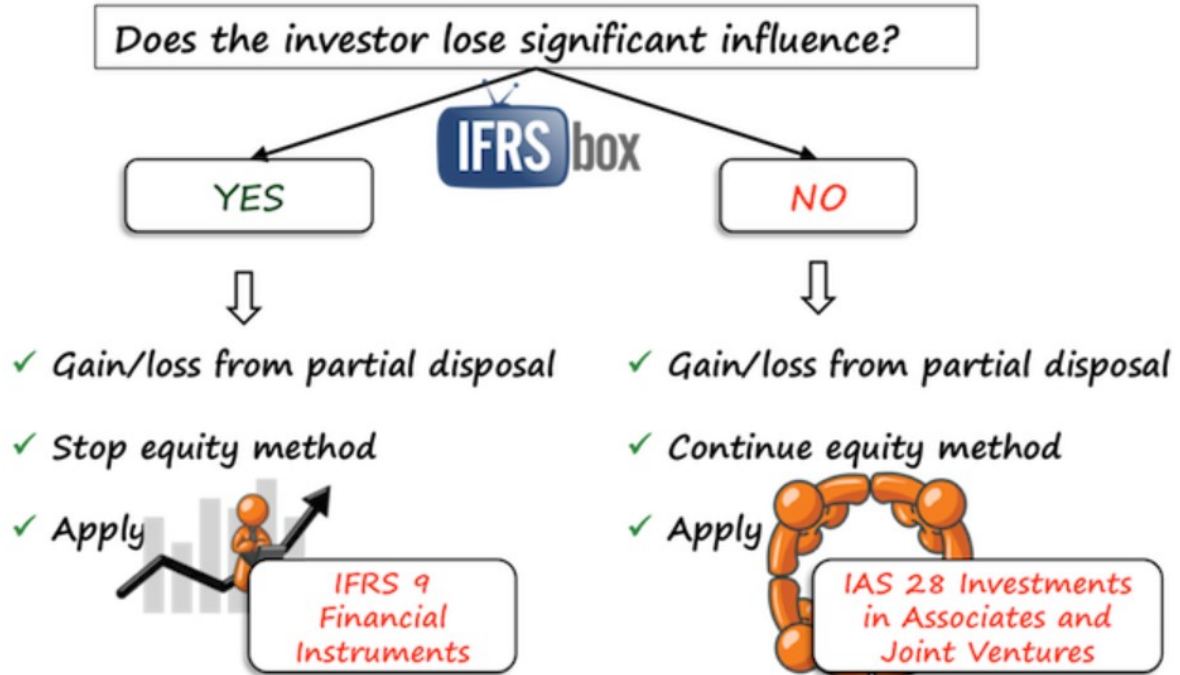 Does the investor lose significant influence?
IFRS box
YES
NO
✓ Gain/loss from partial disposal
✓ Stop equity method
✓ Apply
IFRS 9
Financial
Instruments
✓ Gain/loss from partial disposal
✓ Continue equity method
✓ Apply
IAS 28 Investments
in Associates and
Joint Ventures